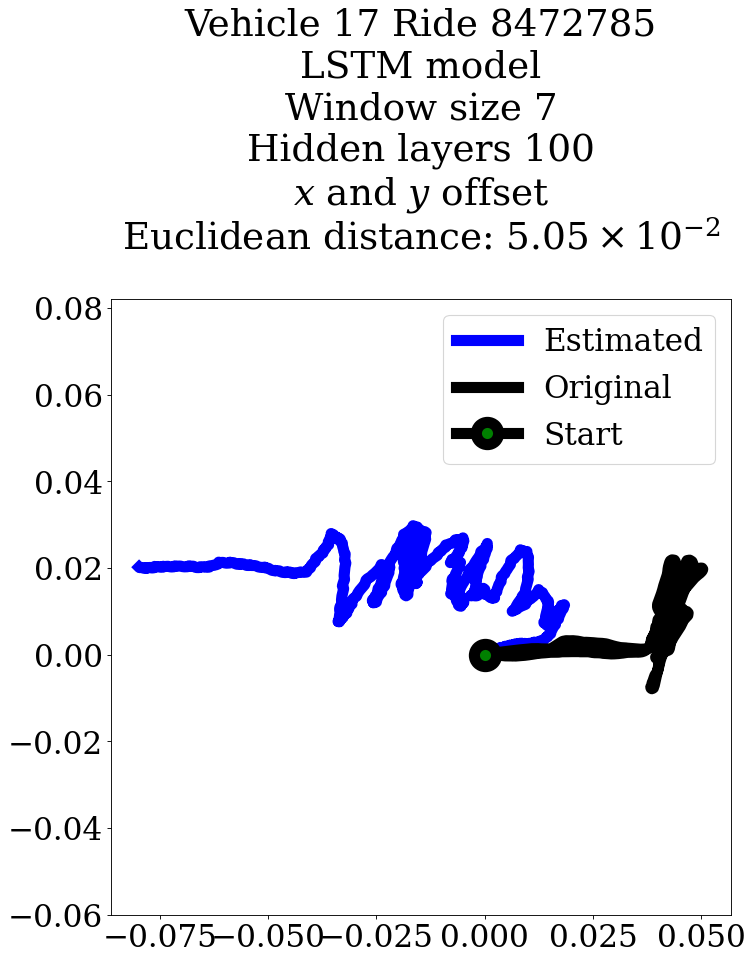 Vehicle 17 Ride 8472785
LSTM model
Window size 7
Hidden layers 100
x and y offset
Euclidean distance: 5.05 × 10⁻²
Estimated
Original
Start
0.08
0.06
0.04
0.02
0.00
−0.02
−0.04
−0.06
−0.075 −0.050 −0.025 0.000 0.025 0.050